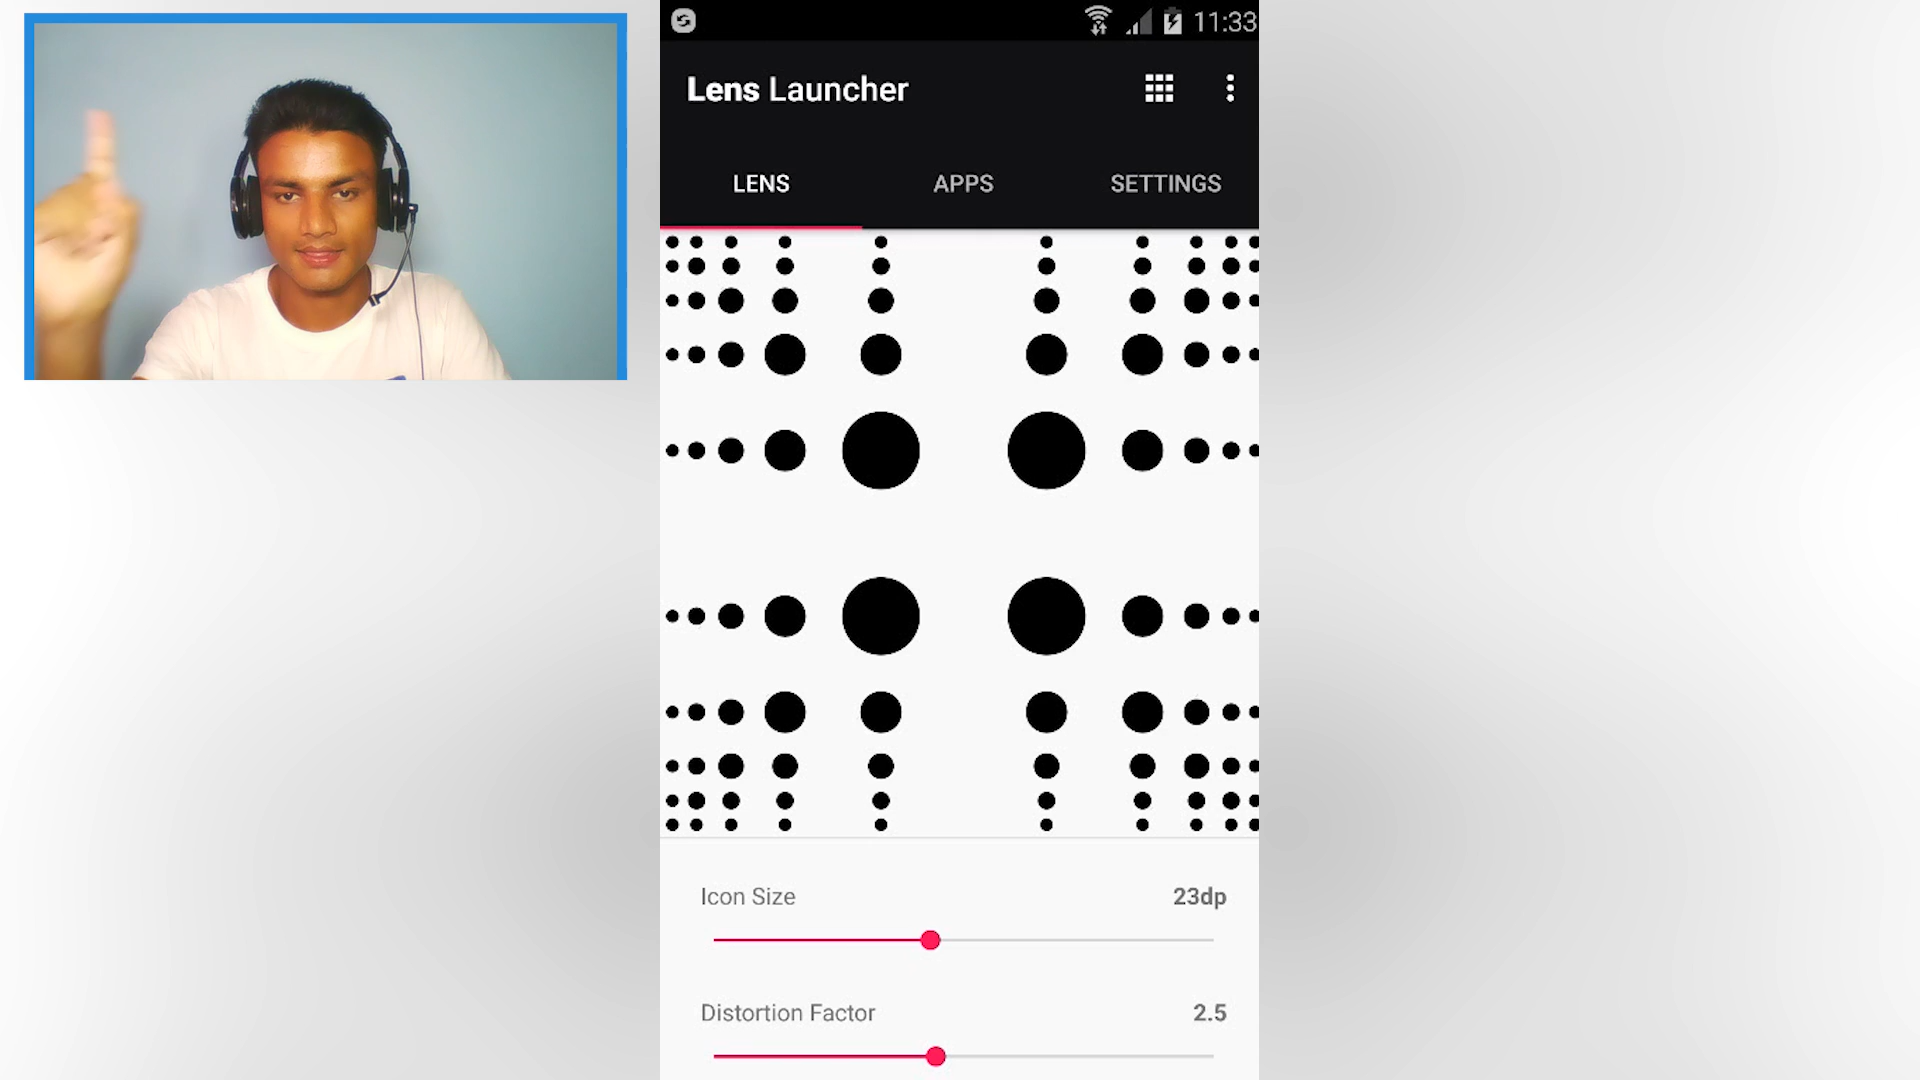 11:33
Lens Launcher
LENS APPS SETTINGS
Icon Size 23dp
Distortion Factor 2.5